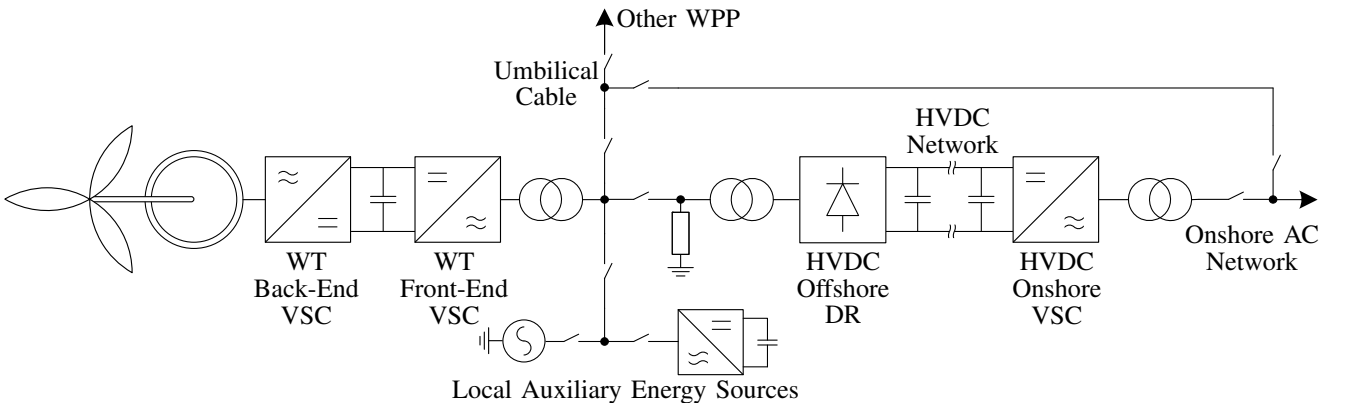 Other WPP
Umbilical
Cable
HVDC
Network
WT
Back-End
VSC
WT
Front-End
VSC
HVDC
Offshore
DR
HVDC
Onshore
VSC
Onshore AC
Network
Local Auxiliary Energy Sources